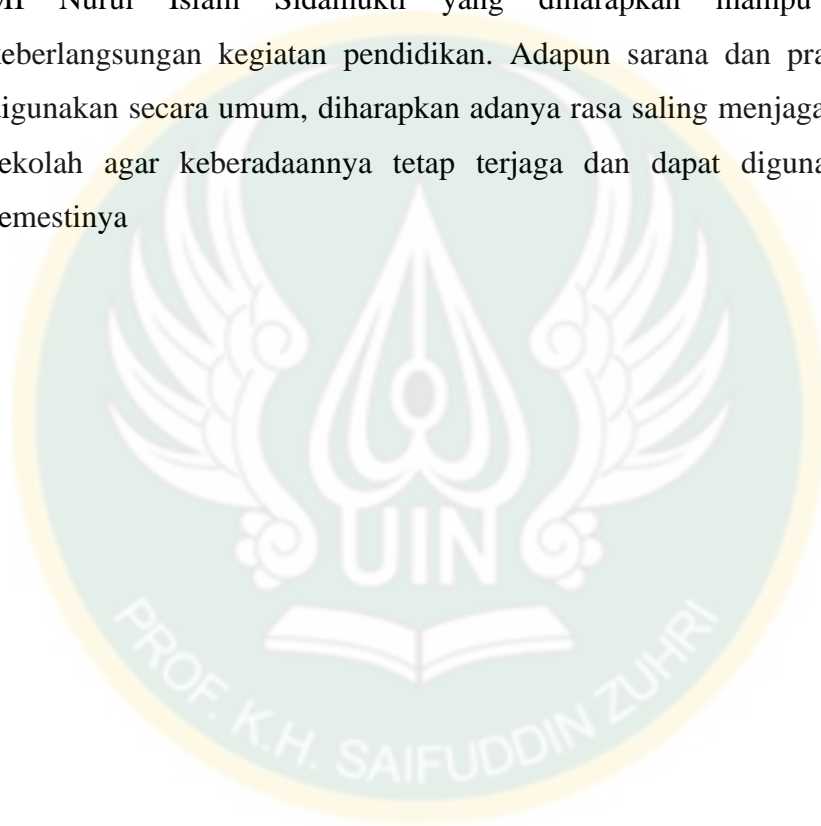 MI Nurul Islam Sidamukti yang diharapkan mampu
keberlangsungan kegiatan pendidikan. Adapun sarana dan pra
digunakan secara umum, diharapkan adanya rasa saling menjaga
sekolah agar keberadaannya tetap terjaga dan dapat diguna
semestinya
UIN
PROF. K.H. SAIFUDDIN ZUHRI